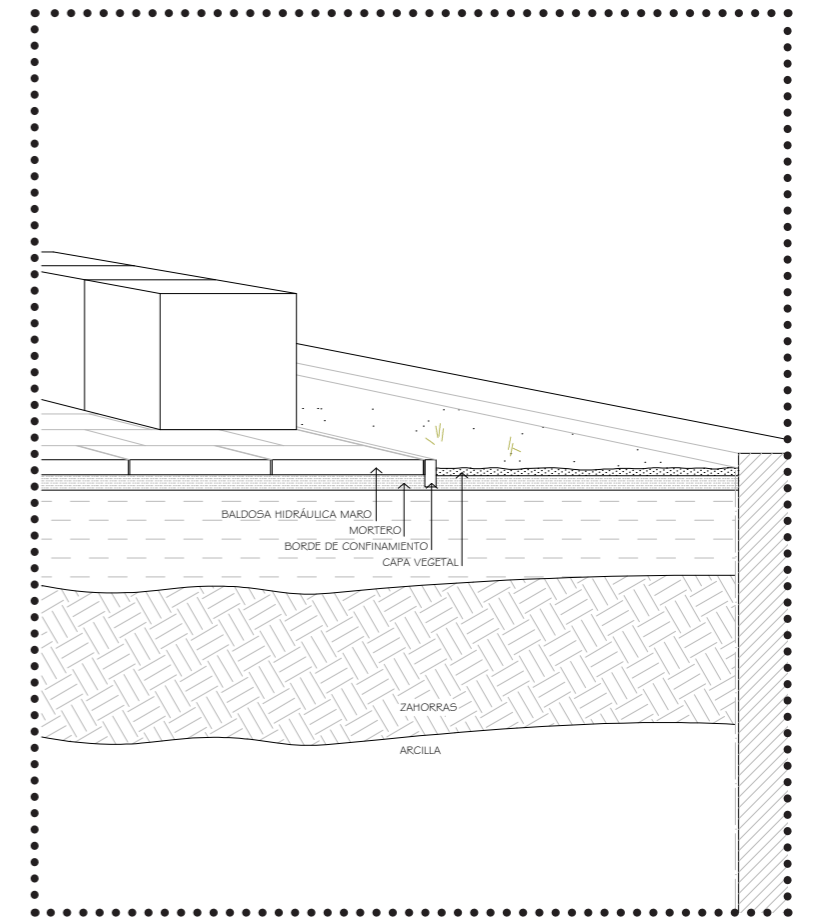 BALDOSA HIDRÁULICA MARO
MORTERO
BORDE DE CONFINAMIENTO
CAPA VEGETAL
ZAHORRAS
ARCILLA